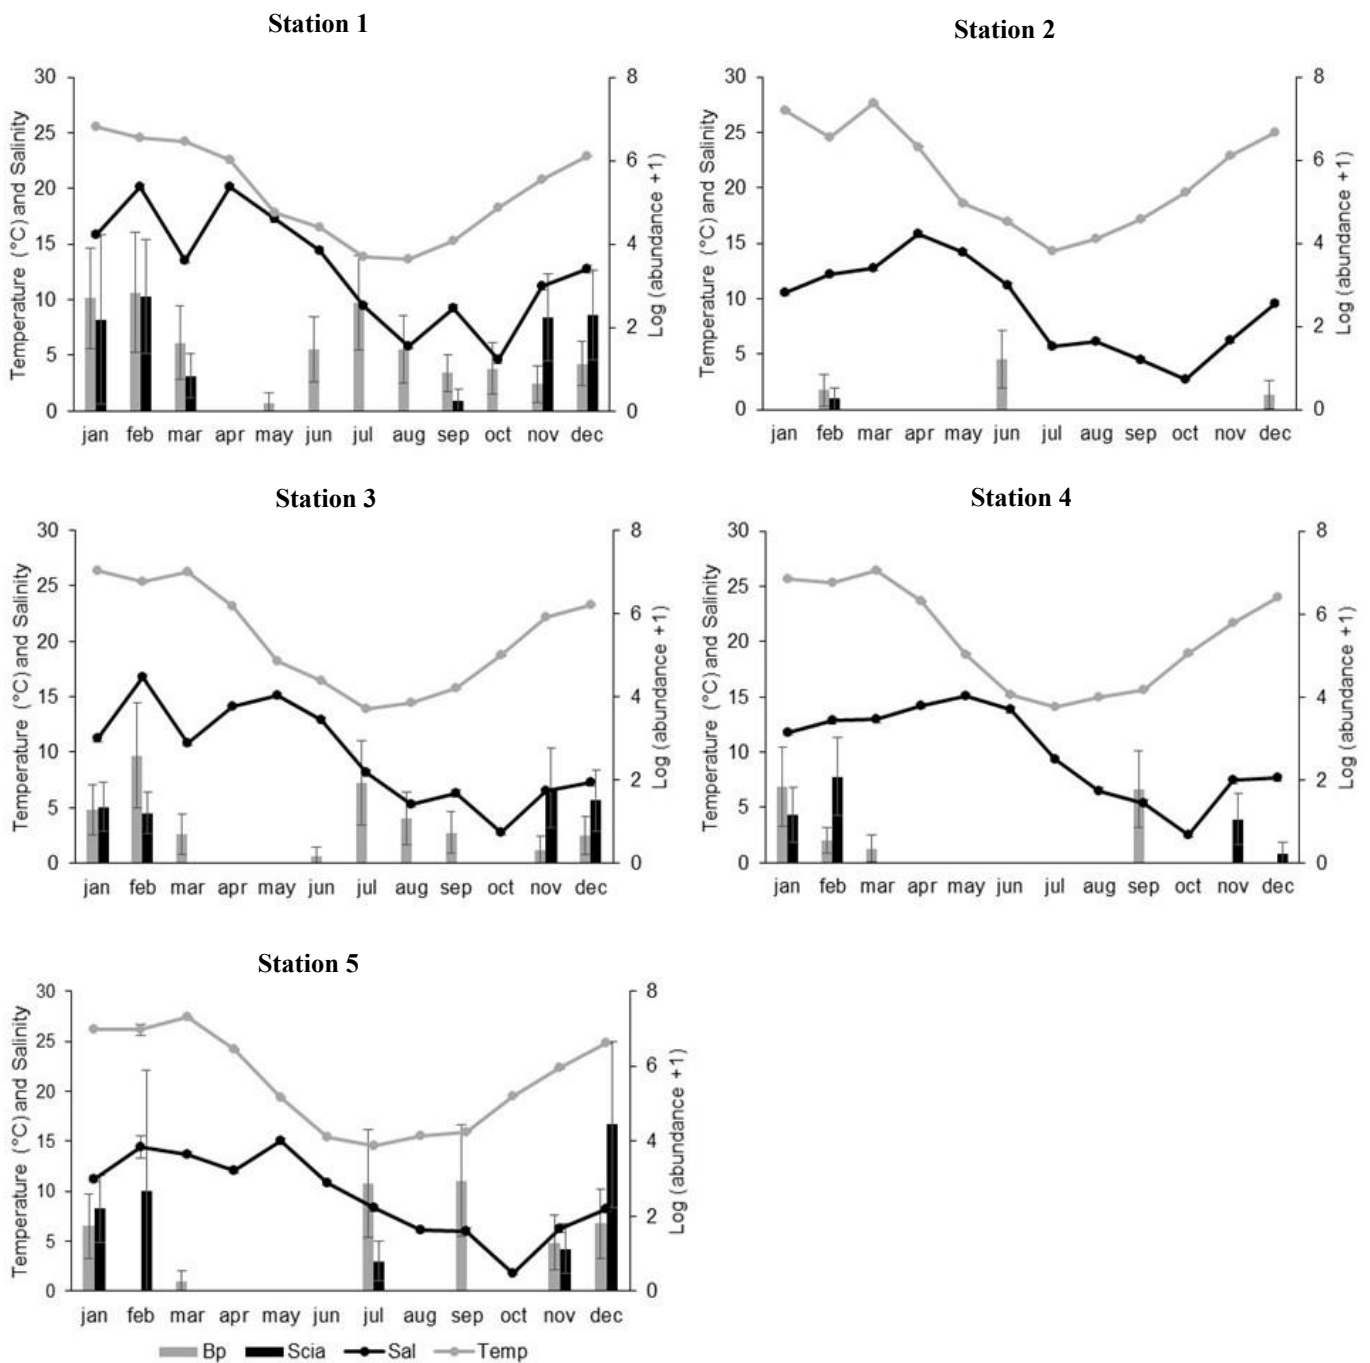 Station 1
Temperature (°C) and Salinity
30
25
20
15
10
5
0
8
6
4
2
0
Log (abundance +1)
jan feb mar apr may jun jul aug sep oct nov dec
Station 2
Temperature (°C) and Salinity
30
25
20
15
10
5
0
8
6
4
2
0
Log (abundance +1)
jan feb mar apr may jun jul aug sep oct nov dec
Station 3
Temperature (°C) and Salinity
30
25
20
15
10
5
0
8
6
4
2
0
Log (abundance +1)
jan feb mar apr may jun jul aug sep oct nov dec
Station 4
Temperature (°C) and Salinity
30
25
20
15
10
5
0
8
6
4
2
0
Log (abundance +1)
jan feb mar apr may jun jul aug sep oct nov dec
Station 5
Temperature (°C) and Salinity
30
25
20
15
10
5
0
8
6
4
2
0
Log (abundance +1)
jan feb mar apr may jun jul aug sep oct nov dec
Bp Scia Sal Temp